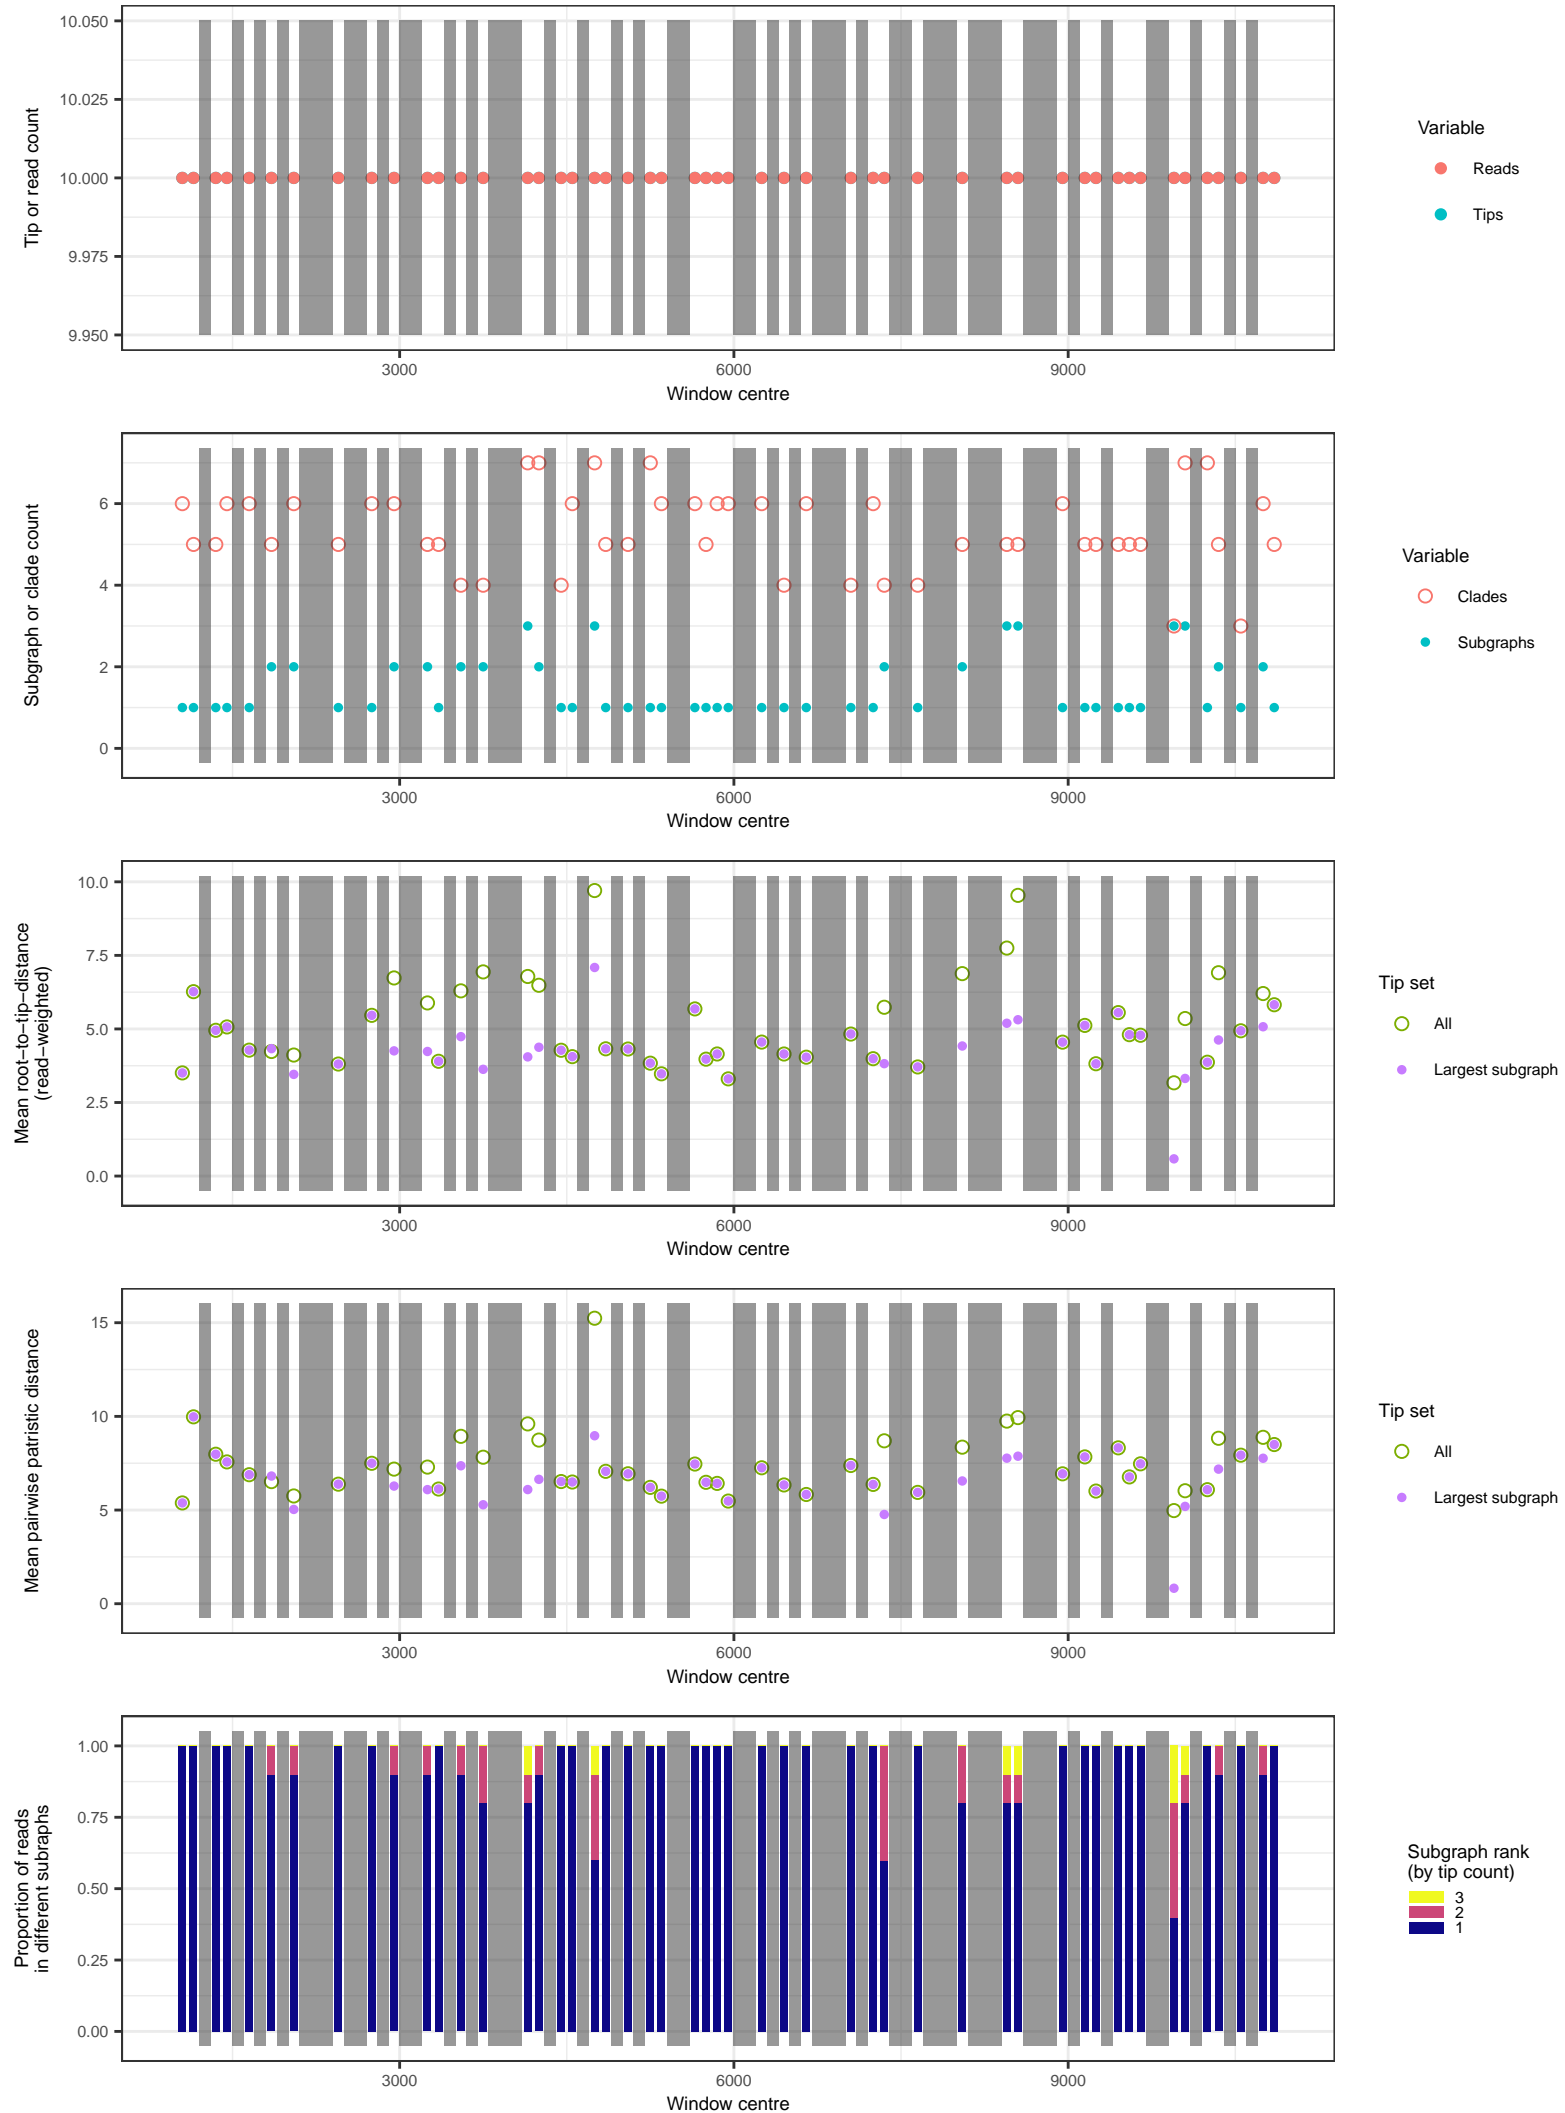 10.050
10.025
10.000
9.975
9.950
Tip or read count
3000
6000
9000
Window centre
Variable
Reads
Tips
6
4
2
0
Subgraph or clade count
3000
6000
9000
Window centre
Variable
Clades
Subgraphs
10.0
7.5
5.0
2.5
0.0
Mean root−to−tip−distance
(read−weighted)
3000
6000
9000
Window centre
Tip set
All
Largest subgraph
15
10
5
0
Mean pairwise patristic distance
3000
6000
9000
Window centre
Tip set
All
Largest subgraph
1.00
0.75
0.50
0.25
0.00
Proportion of reads
in different subraphs
3000
6000
9000
Window centre
Subgraph rank
(by tip count)
3
2
1